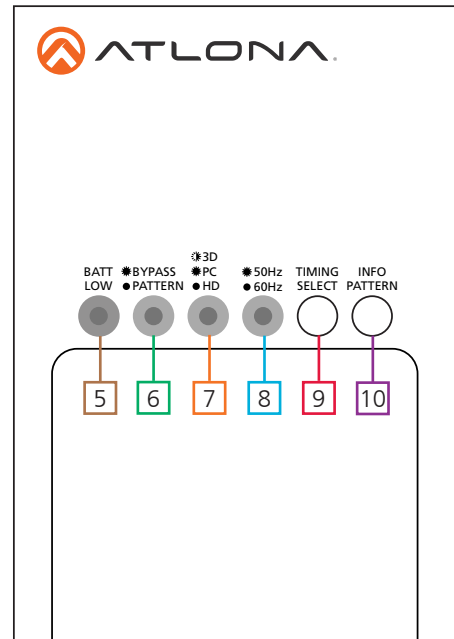 ATLONA.
3D
BATT BYPASS PC 50Hz TIMING INFO
LOW PATTERN HD 60Hz SELECT PATTERN
5 6 7 8 9 10